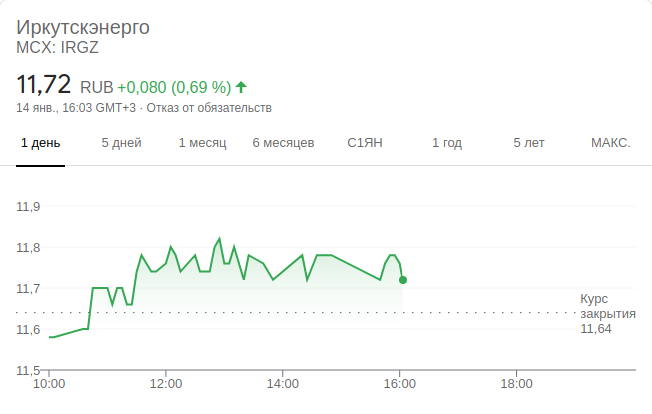 Иркутскэнерго
MCX: IRGZ
11,72 RUB +0,080 (0,69 %)
14 янв., 16:03 GMT+3 · Отказ от обязательств
1 день 5 дней 1 месяц 6 месяцев С1ЯН 1 год 5 лет МАКС.
11,9
11,8
11,7
Курс
закрытия
11,64
11,6
11,5
10:00 12:00 14:00 16:00 18:00